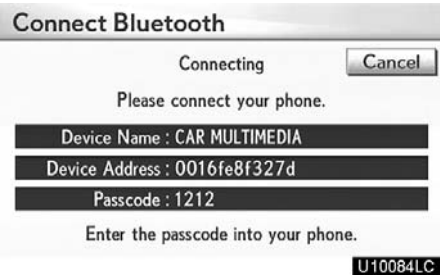 Connect Bluetooth
Connecting
Cancel
Please connect your phone.
Device Name : CAR MULTIMEDIA
Device Address : 0016fe8f327d
Passcode : 1212
Enter the passcode into your phone.
U10084LC